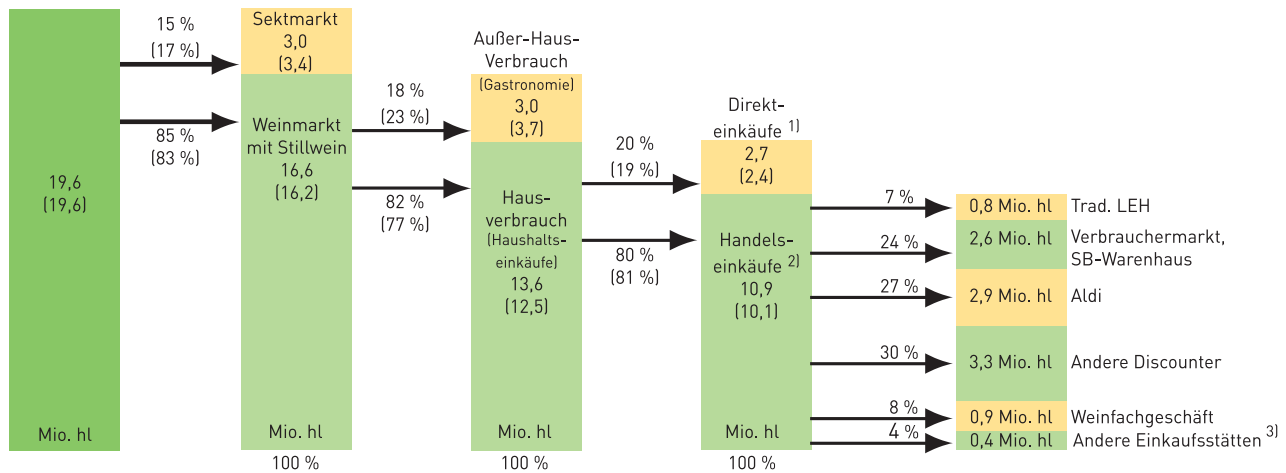 19,6
(19,6)
Mio. hl
15 %
(17 %)
85 %
(83 %)
Sektmarkt
3,0
(3,4)
Weinmarkt
mit Stillwein
16,6
(16,2)
Mio. hl
100 %
18 %
(23 %)
82 %
(77 %)
Außer-Haus-
Verbrauch
(Gastronomie)
3,0
(3,7)
Haus-
verbrauch
(Haushalts-
einkäufe)
13,6
(12,5)
Mio. hl
100 %
20 %
(19 %)
80 %
(81 %)
Direkt-
einkäufe 1)
2,7
(2,4)
Handels-
einkäufe 2)
10,9
(10,1)
Mio. hl
100 %
7 %
0,8 Mio. hl
Trad. LEH
24 %
2,6 Mio. hl
Verbrauchermarkt,
SB-Warenhaus
27 %
2,9 Mio. hl
Aldi
30 %
3,3 Mio. hl
Andere Discounter
8 %
0,9 Mio. hl
Weinfachgeschäft
4 %
0,4 Mio. hl
Andere Einkaufsstätten 3)